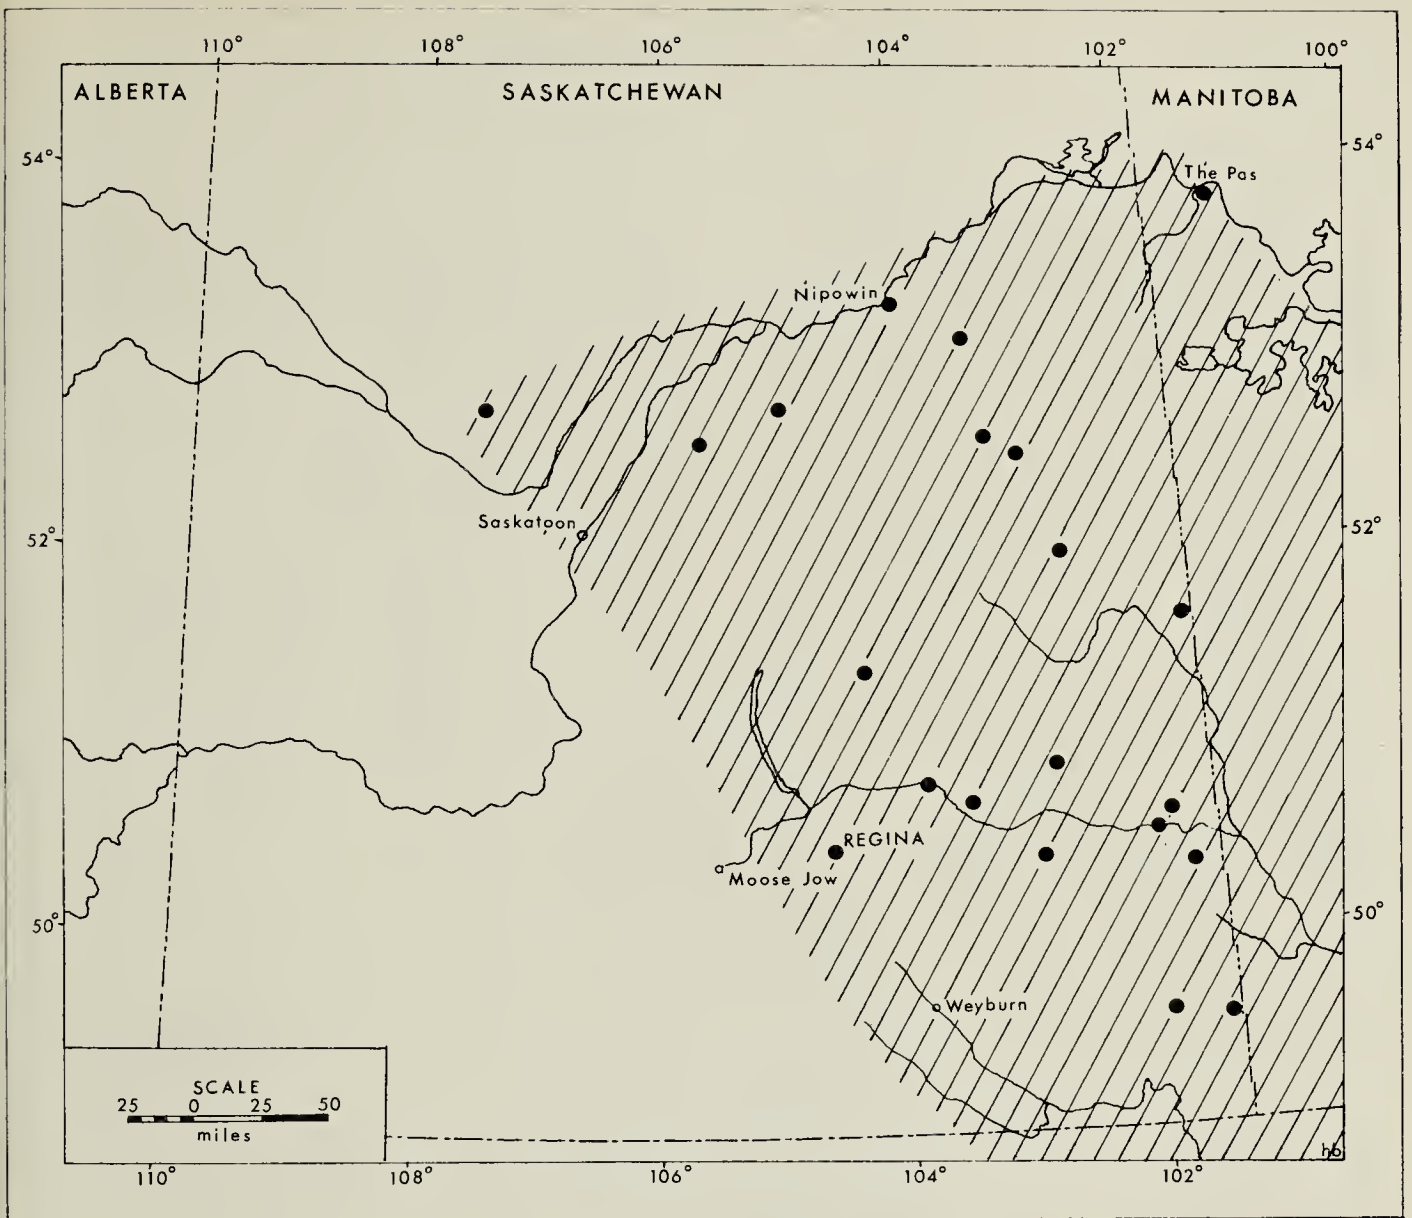 110° 108° 106° 104° 102° 100°
ALBERTA SASKATCHEWAN MANITOBA
54° 54°
The Pas
Nipowin
Saskatoon
52° 52°
REGINA
Moose Jow
50° 50°
Weyburn
SCALE
25 0 25 50
miles
hb
110° 108° 106° 104° 102°